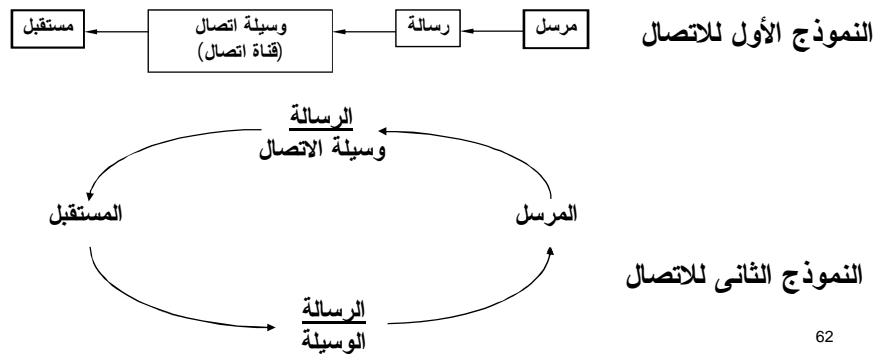 النموذج الأول للاتصال
مرسل
رسالة
وسيلة اتصال
(قناة اتصال)
مستقبل
الرسالة
وسيلة الاتصال
المرسل
المستقبل
النموذج الثانى للاتصال
الرسالة
الوسيلة
62